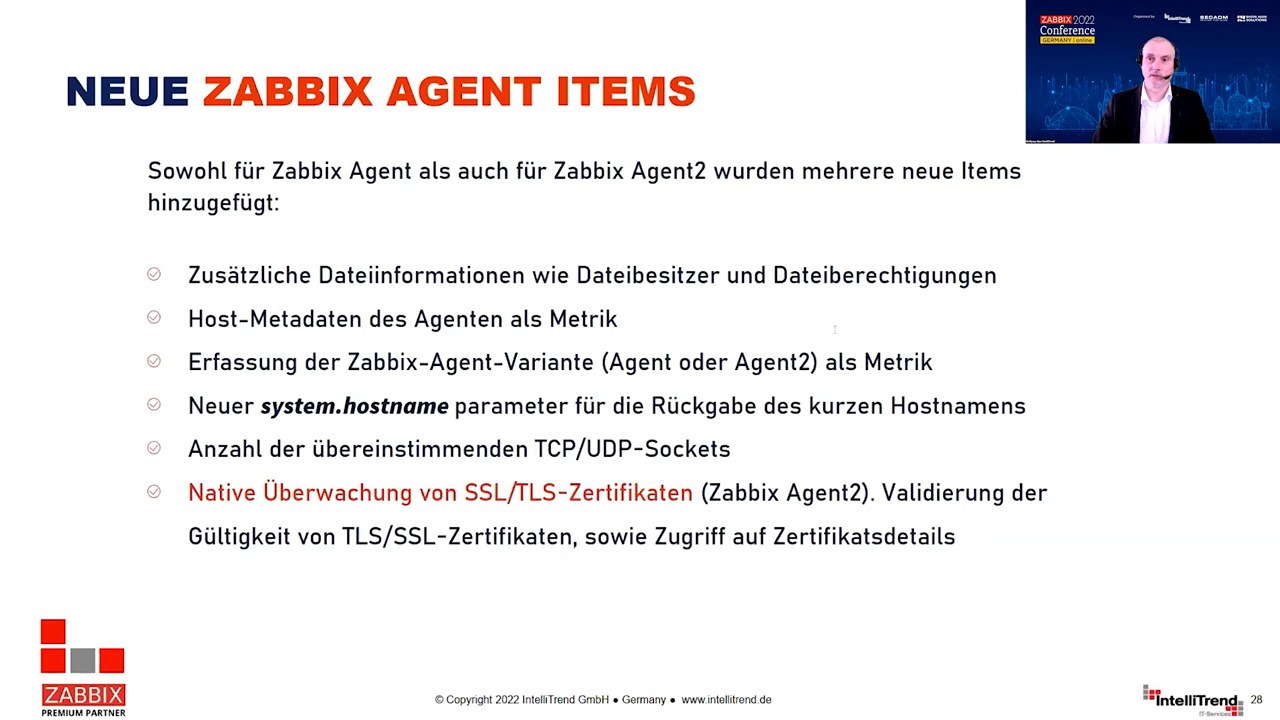 ZABBIX 2022
Conference
GERMANY | online
Organised by
IntelliTrend
SECADM
NEUE ZABBIX AGENT ITEMS
Sowohl für Zabbix Agent als auch für Zabbix Agent2 wurden mehrere neue Items
hinzugefügt:
Zusätzliche Dateiinformationen wie Dateibesitzer und Dateiberechtigungen
Host-Metadaten des Agenten als Metrik
Erfassung der Zabbix-Agent-Variante (Agent oder Agent2) als Metrik
Neuer system.hostname parameter für die Rückgabe des kurzen Hostnamens
Anzahl der übereinstimmenden TCP/UDP-Sockets
Native Überwachung von SSL/TLS-Zertifikaten (Zabbix Agent2). Validierung der
Gültigkeit von TLS/SSL-Zertifikaten, sowie Zugriff auf Zertifikatsdetails
ZABBIX
PREMIUM PARTNER
© Copyright 2022 IntelliTrend GmbH ● Germany ● www.intellitrend.de
IntelliTrend
IT-Services
28